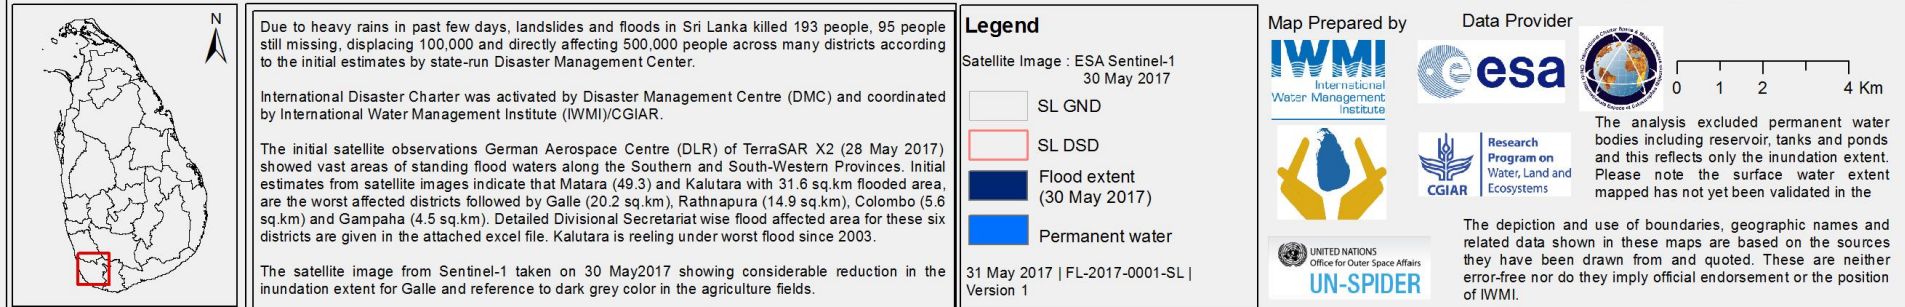 N
Due to heavy rains in past few days, landslides and floods in Sri Lanka killed 193 people, 95 people
still missing, displacing 100,000 and directly affecting 500,000 people across many districts according
to the initial estimates by state-run Disaster Management Center.
International Disaster Charter was activated by Disaster Management Centre (DMC) and coordinated
by International Water Management Institute (IWMI)/CGIAR.
The initial satellite observations German Aerospace Centre (DLR) of TerraSAR X2 (28 May 2017)
showed vast areas of standing flood waters along the Southern and South-Western Provinces. Initial
estimates from satellite images indicate that Matara (49.3) and Kalutara with 31.6 sq.km flooded area,
are the worst affected districts followed by Galle (20.2 sq.km), Rathnapura (14.9 sq.km), Colombo (5.6
sq.km) and Gampaha (4.5 sq.km). Detailed Divisional Secretariat wise flood affected area for these six
districts are given in the attached excel file. Kalutara is reeling under worst flood since 2003.
The satellite image from Sentinel-1 taken on 30 May2017 showing considerable reduction in the
inundation extent for Galle and reference to dark grey color in the agriculture fields.
Legend
Satellite Image : ESA Sentinel-1
30 May 2017
SL GND
SL DSD
Flood extent
(30 May 2017)
Permanent water
31 May 2017 | FL-2017-0001-SL |
Version 1
Map Prepared by
IWMI
International
Water Management
Institute
UNITED NATIONS
Office for Outer Space Affairs
UN-SPIDER
Data Provider
esa
CGIAR
Research
Program on
Water, Land and
Ecosystems
0 1 2 4 Km
The analysis excluded permanent water
bodies including reservoir, tanks and ponds
and this reflects only the inundation extent.
Please note the surface water extent
mapped has not yet been validated in the
The depiction and use of boundaries, geographic names and
related data shown in these maps are based on the sources
they have been drawn from and quoted. These are neither
error-free nor do they imply official endorsement or the position
of IWMI.